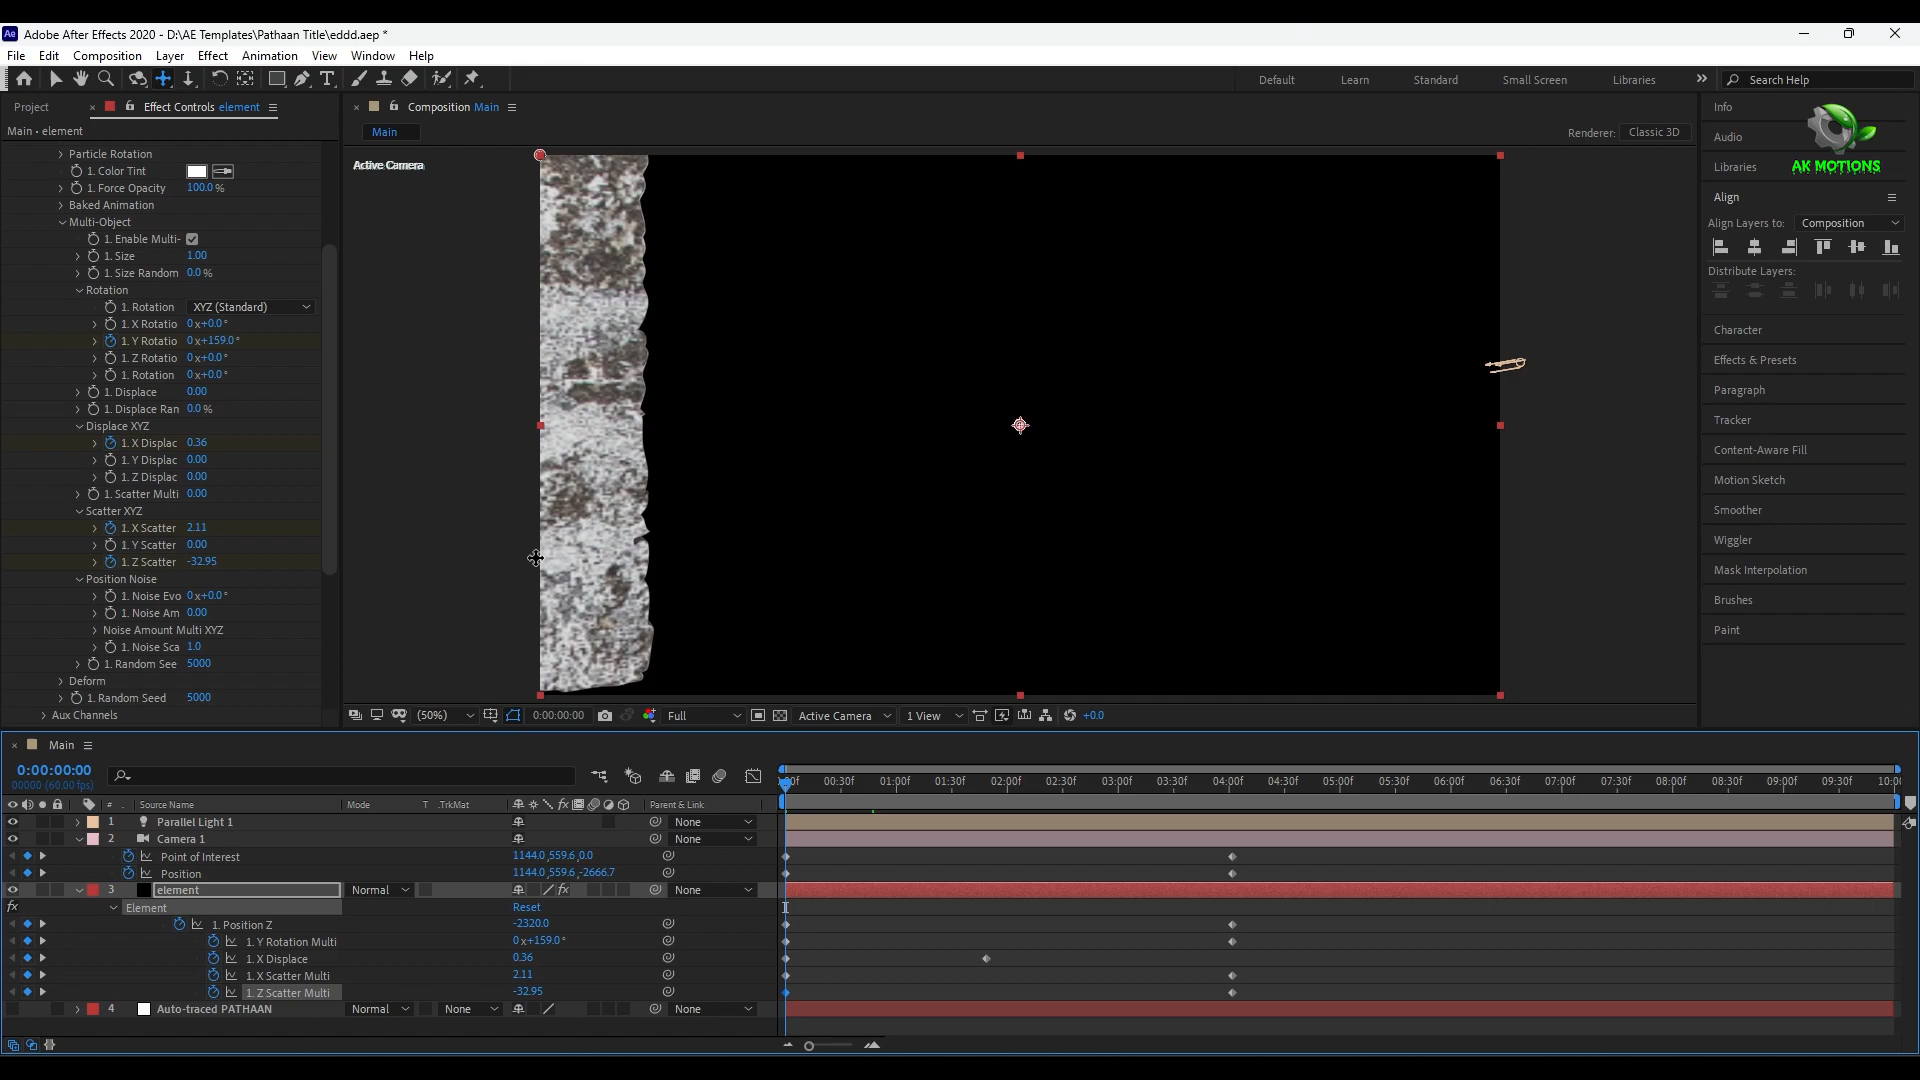 Adobe After Effects 2020 - D:\AE Templates\Pathaan Title\eddd.aep *
File Edit Composition Layer Effect Animation View Window Help
Default Learn Standard Small Screen Libraries Search Help
Project Effect Controls element
Main • element
Particle Rotation
1. Color Tint
1. Force Opacity 100.0 %
Baked Animation
Multi-Object
1. Enable Multi-
1. Size 1.00
1. Size Random 0.0 %
Rotation
1. Rotation XYZ (Standard)
1. X Rotatio 0 x+0.0 °
1. Y Rotatio 0 x+159.0 °
1. Z Rotatio 0 x+0.0 °
1. Rotation 0 x+0.0 °
1. Displace 0.00
1. Displace Ran 0.0 %
Displace XYZ
1. X Displac 0.36
1. Y Displac 0.00
1. Z Displac 0.00
1. Scatter Multi 0.00
Scatter XYZ
1. X Scatter 2.11
1. Y Scatter 0.00
1. Z Scatter -32.95
Position Noise
1. Noise Evo 0 x+0.0 °
1. Noise Am 0.00
Noise Amount Multi XYZ
1. Noise Sca 1.0
1. Random See 5000
Deform
1. Random Seed 5000
Aux Channels
Composition Main
Main
Renderer: Classic 3D
Active Camera
(50%) 0:00:00:00 Full Active Camera 1 View +0.0
Info
Audio
Libraries
AK MOTIONS
Align
Align Layers to: Composition
Distribute Layers:
Character
Effects & Presets
Paragraph
Tracker
Content-Aware Fill
Motion Sketch
Smoother
Wiggler
Mask Interpolation
Brushes
Paint
Main
0:00:00:00
00000 (60.00 fps)
00:30f 01:00f 01:30f 02:00f 02:30f 03:00f 03:30f 04:00f 04:30f 05:00f 05:30f 06:00f 06:30f 07:00f 07:30f 08:00f 08:30f 09:00f 09:30f
# Source Name Mode T .TrkMat Parent & Link
1 Parallel Light 1 None
2 Camera 1 None
Point of Interest 1144.0,559.6,0.0
Position 1144.0,559.6,-2666.7
3 element Normal None
Element Reset
1. Position Z -2320.0
1. Y Rotation Multi 0 x+159.0 °
1. X Displace 0.36
1. X Scatter Multi 2.11
1. Z Scatter Multi -32.95
4 Auto-traced PATHAAN Normal None None